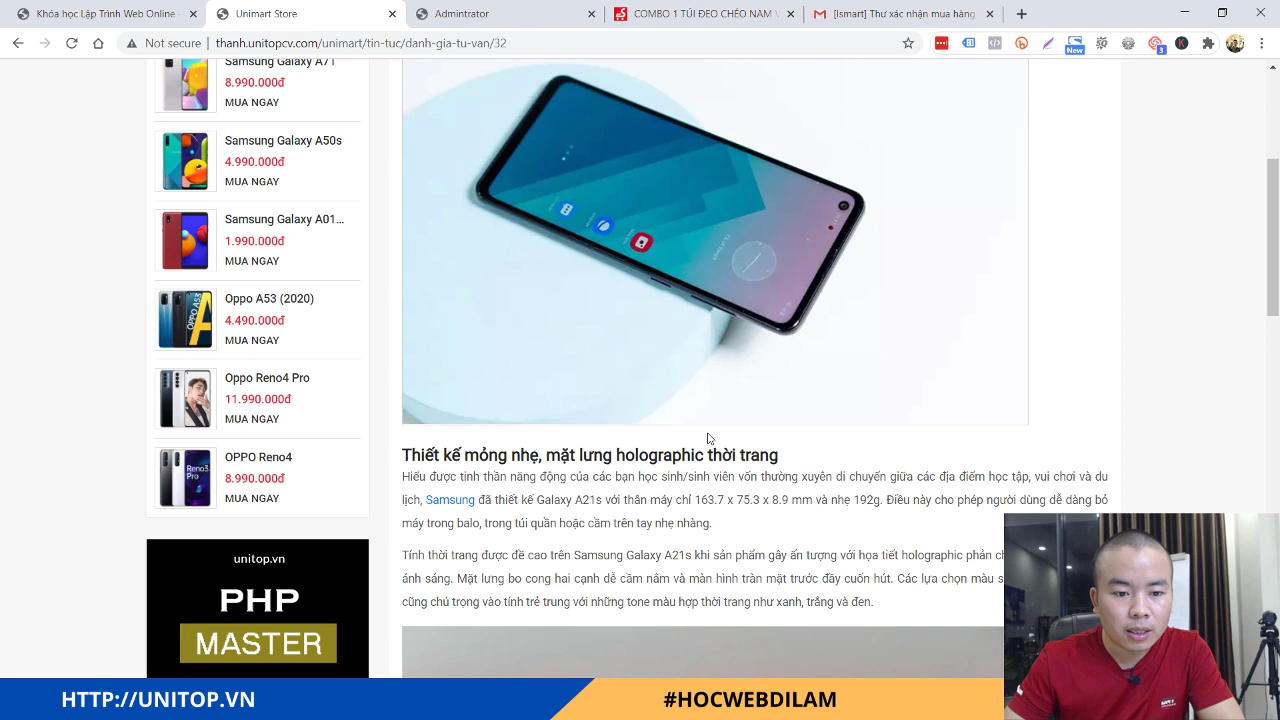 Khóa học Lập Trình Web Online
Unimart Store
Admintrator
COMBO 1 TÚI ĐEO CHÉO NAM V
[Ismart] Thư xác nhận mua hàng
Not secure
thanh.unitopcv.com/unimart/tin-tuc/danh-gia/tu-van/32
New
3
Samsung Galaxy A71
8.990.000đ
MUA NGAY
Samsung Galaxy A50s
4.990.000đ
MUA NGAY
Samsung Galaxy A01...
1.990.000đ
MUA NGAY
Oppo A53 (2020)
4.490.000đ
MUA NGAY
Oppo Reno4 Pro
11.990.000đ
MUA NGAY
OPPO Reno4
8.990.000đ
MUA NGAY
unitop.vn
PHP
MASTER
Thiết kế mỏng nhẹ, mặt lưng holographic thời trang
Hiểu được tinh thần năng động của các bạn học sinh/sinh viên vốn thường xuyên di chuyển giữa các địa điểm học tập, vui chơi và du
lịch, Samsung đã thiết kế Galaxy A21s với thân máy chỉ 163.7 x 75.3 x 8.9 mm và nhẹ 192g. Điều này cho phép người dùng dễ dàng bỏ
máy trong balo, trong túi quần hoặc cầm trên tay nhẹ nhàng.
Tính thời trang được đề cao trên Samsung Galaxy A21s khi sản phẩm gây ấn tượng với họa tiết holographic phản
ánh sáng. Mặt lưng bo cong hai cạnh dễ cầm nắm và màn hình tràn mặt trước đầy cuốn hút. Các lựa chọn màu
cũng chú trọng vào tính trẻ trung với những tone màu hợp thời trang như xanh, trắng và đen.
HTTP://UNITOP.VN
#HOCWEBDILAM